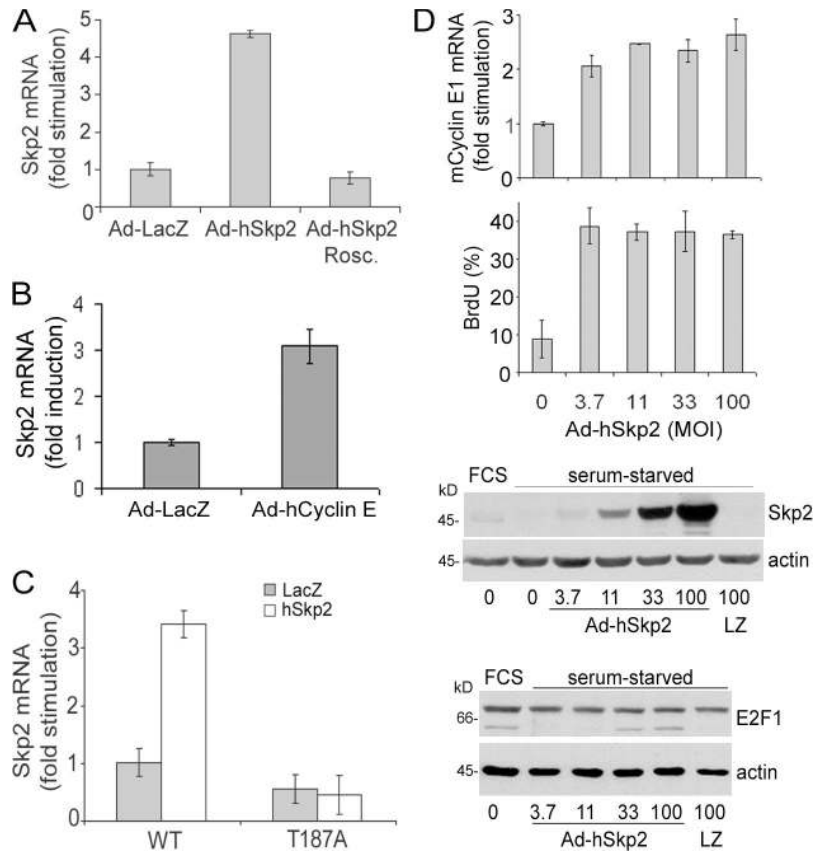 A
Skp2 mRNA
(fold stimulation)
5
4
3
2
1
0
Ad-LacZ Ad-hSkp2 Ad-hSkp2
Rosc.
B
Skp2 mRNA
(fold induction)
4
3
2
1
0
Ad-LacZ Ad-hCyclin E
C
Skp2 mRNA
(fold stimulation)
4
3
2
1
0
LacZ
hSkp2
WT T187A
D
mCyclin E1 mRNA
(fold stimulation)
3
2
1
0
BrdU (%)
40
30
20
10
0
0 3.7 11 33 100
Ad-hSkp2 (MOI)
FCS serum-starved
kD
45- Skp2
45- actin
0 0 3.7 11 33 100 100
Ad-hSkp2 LZ
FCS serum-starved
kD
66- E2F1
45- actin
0 3.7 11 33 100 100
Ad-hSkp2 LZ